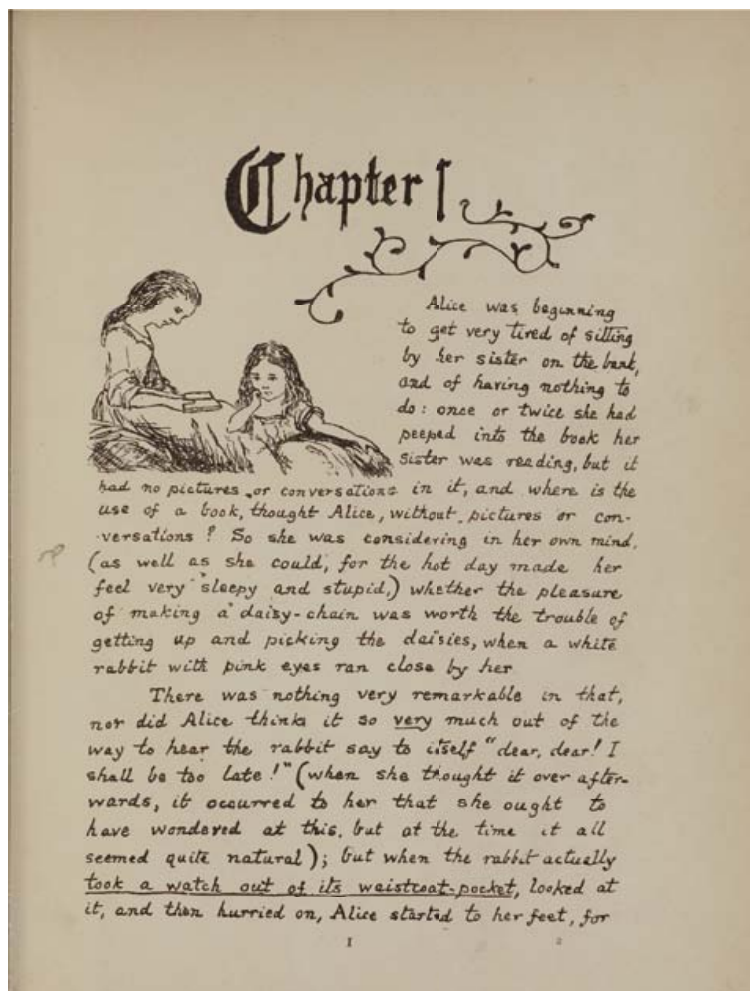 Chapter I
Alice was beginning
to get very tired of sitting
by her sister on the bank,
and of having nothing to
do: once or twice she had
peeped into the book her
sister was reading, but it
had no pictures or conversations in it, and where is the
use of a book, thought Alice, without pictures or con-
versations? So she was considering in her own mind,
(as well as she could, for the hot day made her
feel very sleepy and stupid,) whether the pleasure
of making a daisy-chain was worth the trouble of
getting up and picking the daisies, when a white
rabbit with pink eyes ran close by her
There was nothing very remarkable in that,
nor did Alice think it so very much out of the
way to hear the rabbit say to itself "dear, dear! I
shall be too late!" (when she thought it over after-
wards, it occurred to her that she ought to
have wondered at this, but at the time it all
seemed quite natural); but when the rabbit actually
took a watch out of its waistcoat-pocket, looked at
it, and then hurried on, Alice started to her feet, for
1 2